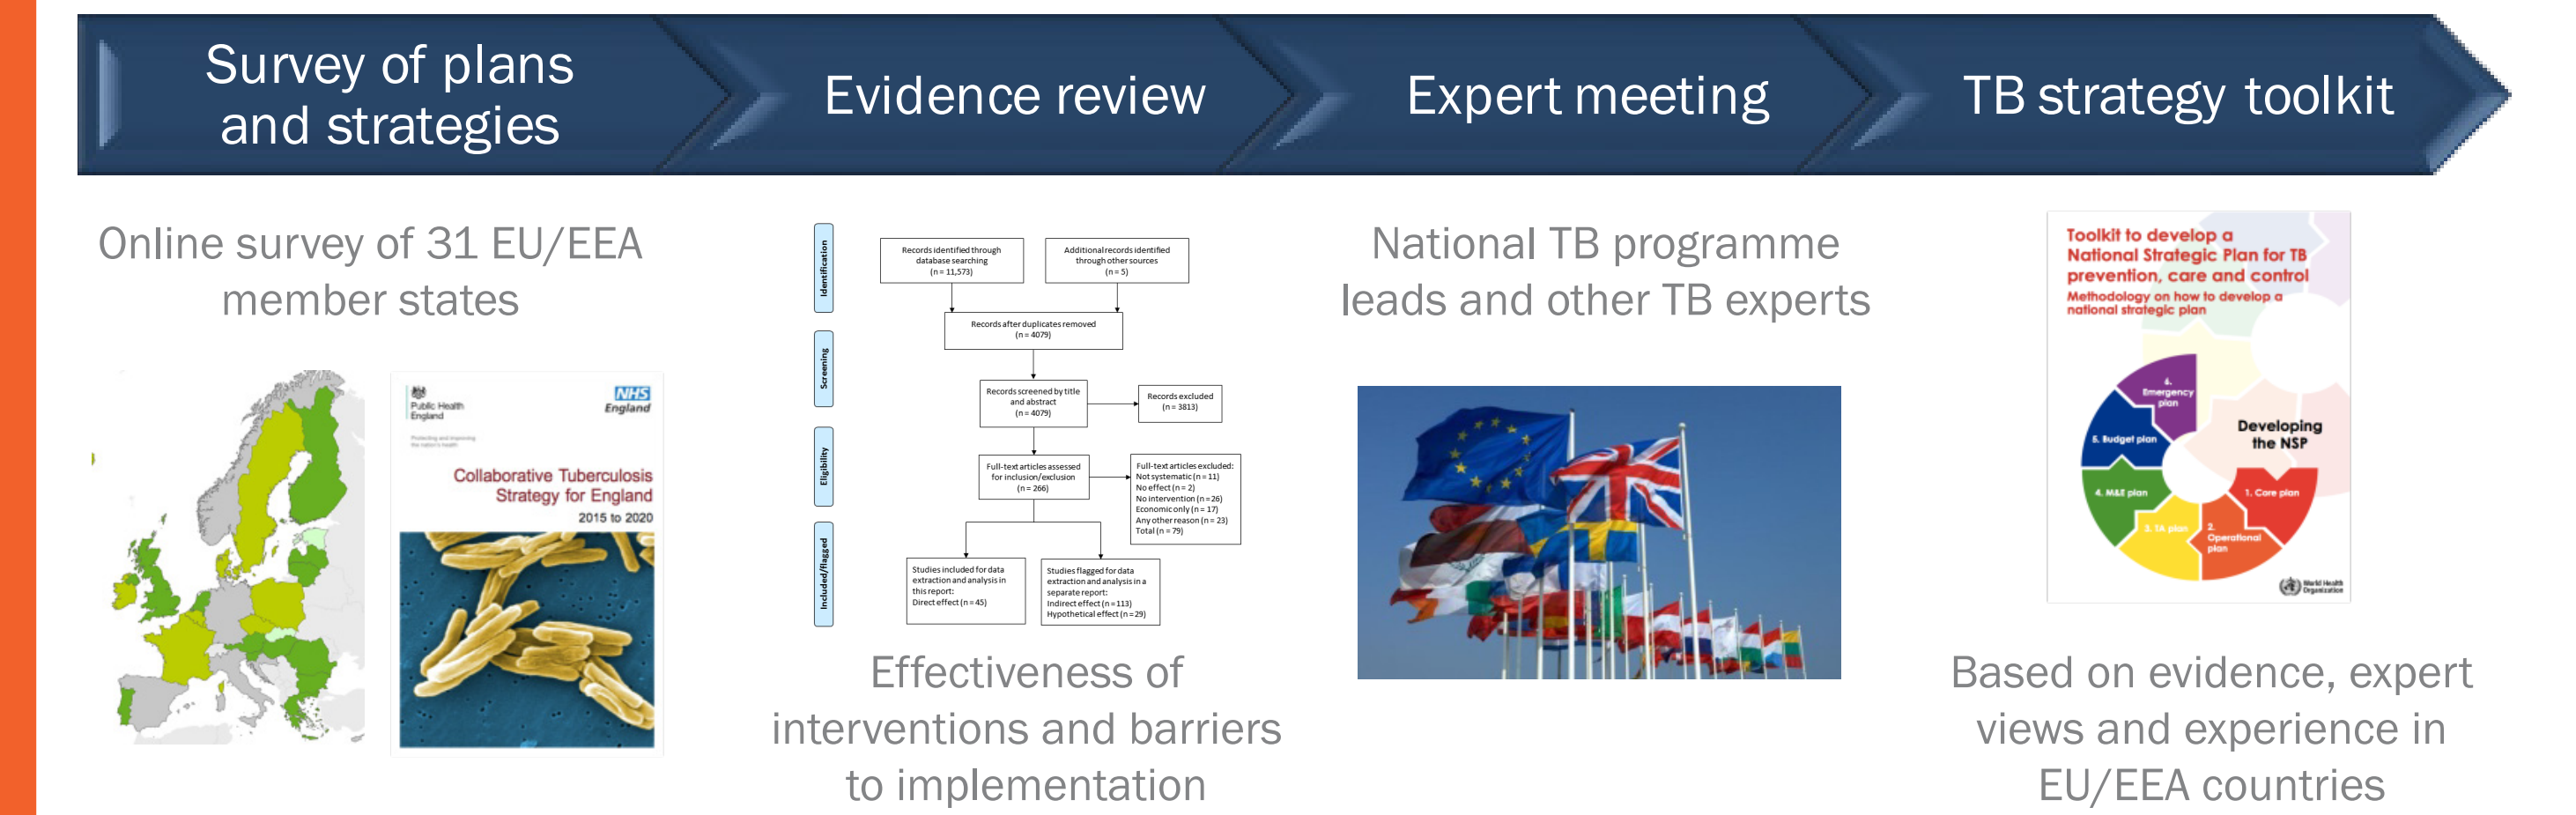 Survey of plans
and strategies
Evidence review
Expert meeting
TB strategy toolkit
Online survey of 31 EU/EEA
member states
Public Health
England
Protecting and improving
the nation's health
NHS
England
Collaborative Tuberculosis
Strategy for England
2015 to 2020
Identification
Screening
Eligibility
Included/flagged
Records identified through
database searching
(n = 11,573)
Additional records identified
through other sources
(n = 5)
Records after duplicates removed
(n = 4079)
Records screened by title
and abstract
(n = 4079)
Records excluded
(n = 3813)
Full-text articles assessed
for inclusion/exclusion
(n = 266)
Full-text articles excluded:
Not systematic (n = 11)
No effect (n = 2)
No intervention (n = 26)
Economic only (n = 17)
Any other reason (n = 23)
Total (n = 79)
Studies included for data
extraction and analysis in
this report:
Direct effect (n = 45)
Studies flagged for data
extraction and analysis in a
separate report:
Indirect effect (n = 113)
Hypothetical effect (n = 29)
Effectiveness of
interventions and barriers
to implementation
National TB programme
leads and other TB experts
Toolkit to develop a
National Strategic Plan for TB
prevention, care and control
Methodology on how to develop a
national strategic plan
6.
Emergency
plan
5. Budget plan
Developing
the NSP
4. M&E plan
1. Core plan
3. TA plan
2.
Operational
plan
World Health
Organization
Based on evidence, expert
views and experience in
EU/EEA countries